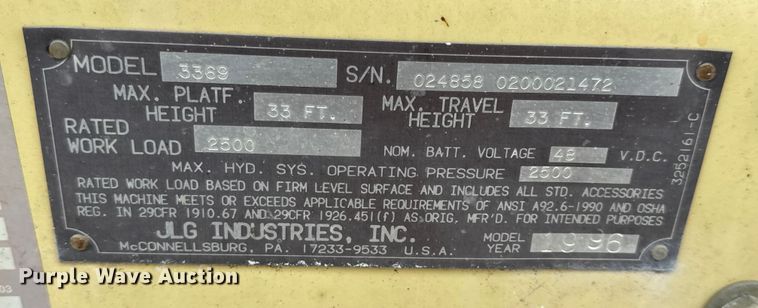 MODEL 3369 S/N. 024858 0200021472
MAX. PLATF. HEIGHT 33 FT. MAX. TRAVEL HEIGHT 33 FT.
RATED WORK LOAD 2500 NOM. BATT. VOLTAGE 48 V.D.C.
MAX. HYD. SYS. OPERATING PRESSURE 2500
RATED WORK LOAD BASED ON FIRM LEVEL SURFACE AND INCLUDES ALL STD. ACCESSORIES
THIS MACHINE MEETS OR EXCEEDS APPLICABLE REQUIREMENTS OF ANSI A92.6-1990 AND OSHA
REG. IN 29CFR 1910.67 AND 29CFR 1926.451(f) AS ORIG. MF'R'D. FOR INTENDED PURPOSES
JLG INDUSTRIES, INC.
McCONNELLSBURG, PA. 17233-9533 U.S.A.
MODEL YEAR 1996
3252161-C
03
Purple Wave Auction